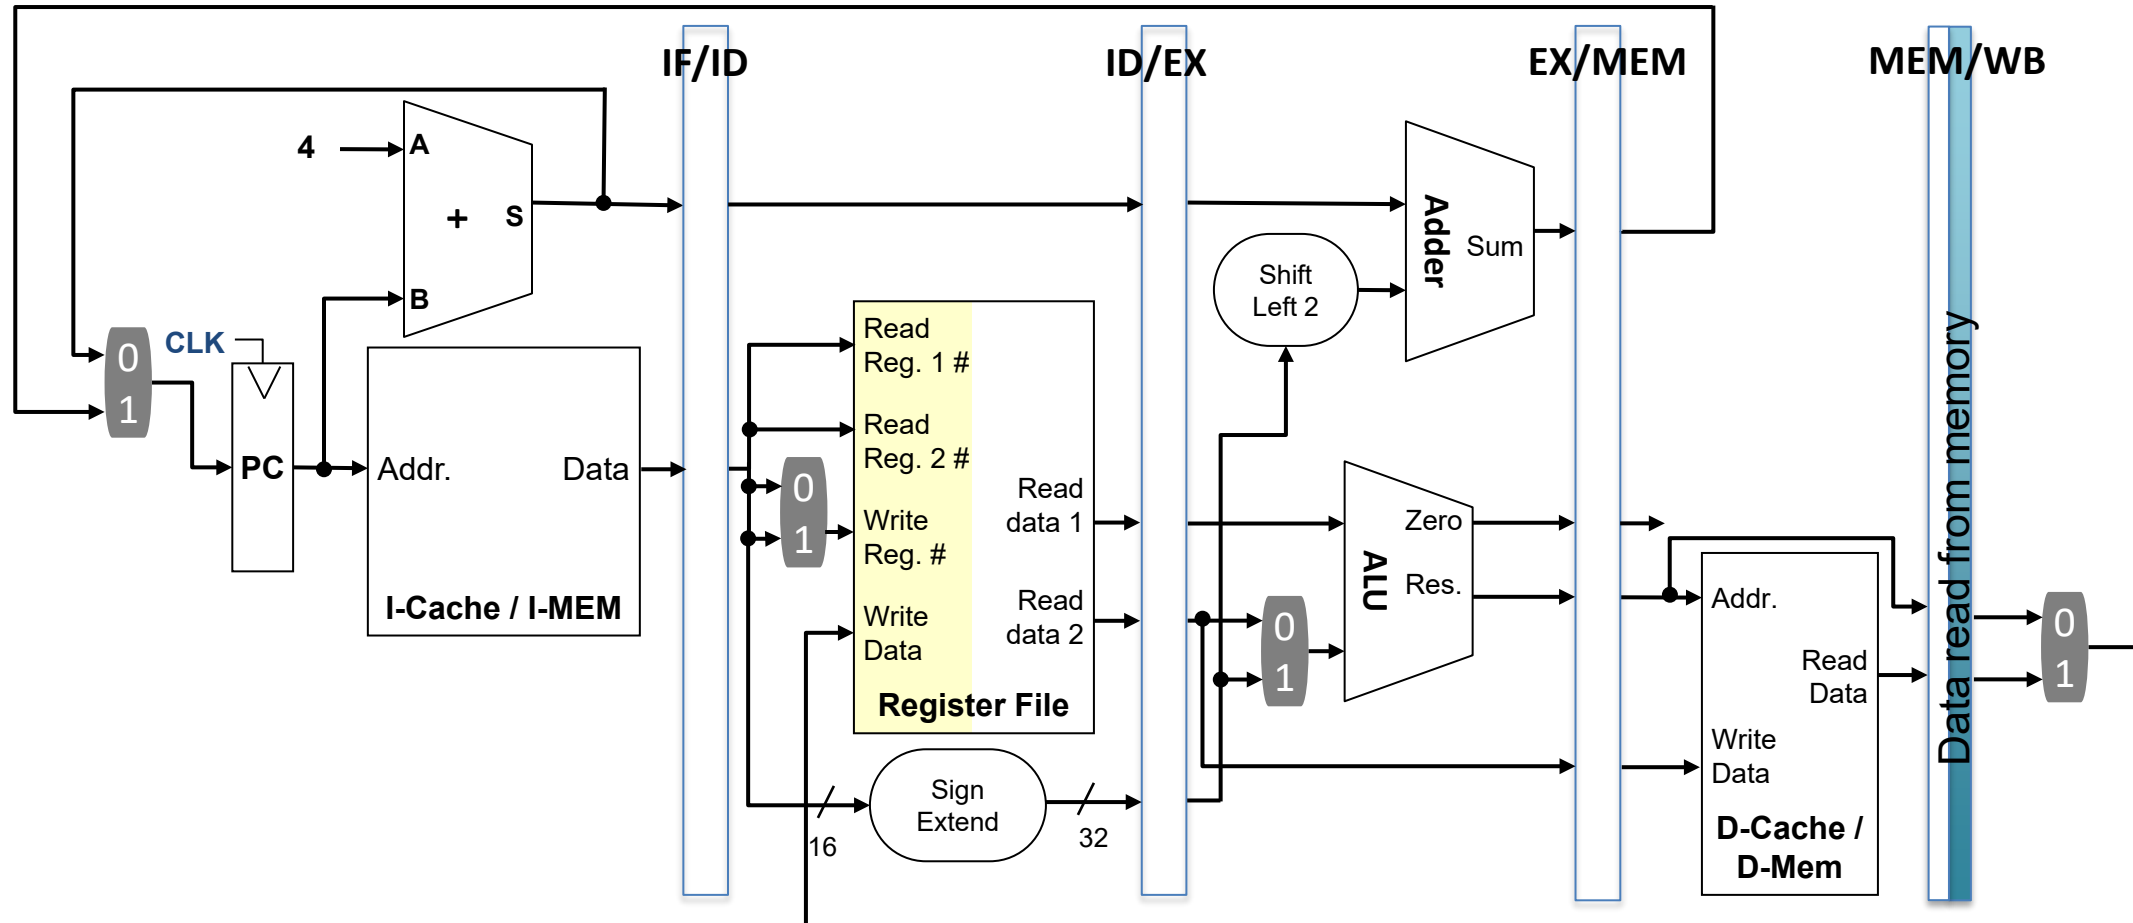 IF/ID
ID/EX
EX/MEM
MEM/WB
4
A
+
S
B
CLK
0
1
PC
Addr.
Data
I-Cache / I-MEM
Read
Reg. 1 #
Read
Reg. 2 #
Write
Reg. #
Write
Data
Read
data 1
Read
data 2
Register File
0
1
Sign
Extend
16
32
Shift
Left 2
Adder
Sum
0
1
ALU
Zero
Res.
Addr.
Read
Data
Write
Data
D-Cache /
D-Mem
Data read from memory
0
1